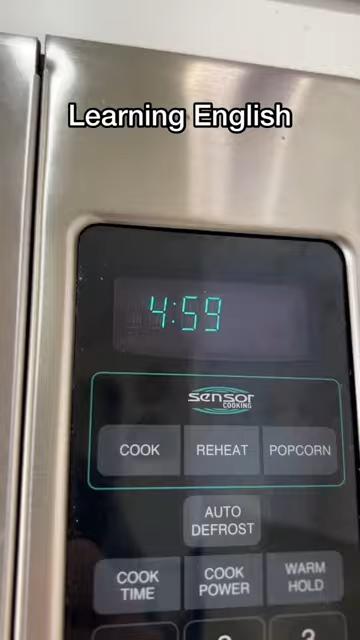 Learning English
4:59
sensor
COOKING
COOK
REHEAT
POPCORN
AUTO
DEFROST
COOK
TIME
COOK
POWER
WARM
HOLD